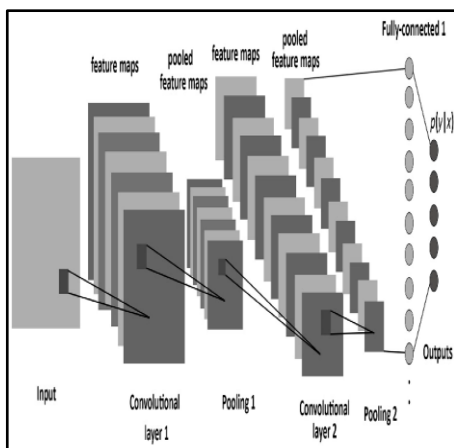 Fully-connected 1
pooled
feature maps
feature maps
feature maps
pooled
feature maps
p(y|x)
Outputs
Input
Convolutional
layer 1
Pooling 1
Convolutional
layer 2
Pooling 2